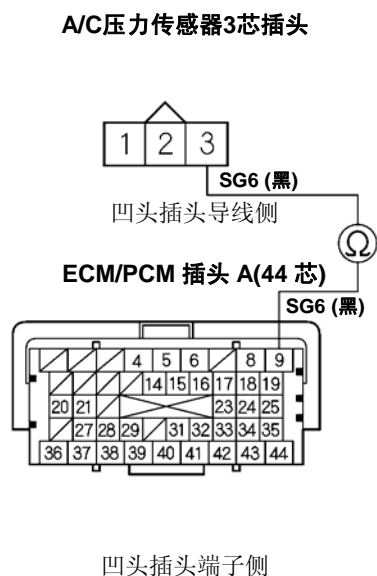 A/C压力传感器3芯插头
1 2 3
SG6 (黑)
凹头插头导线侧
Ω
ECM/PCM 插头 A(44 芯)
SG6 (黑)
4 5 6 8 9
14 15 16 17 18 19
20 21 23 24 25
27 28 29 31 32 33 34 35
36 37 38 39 40 41 42 43 44
凹头插头端子侧